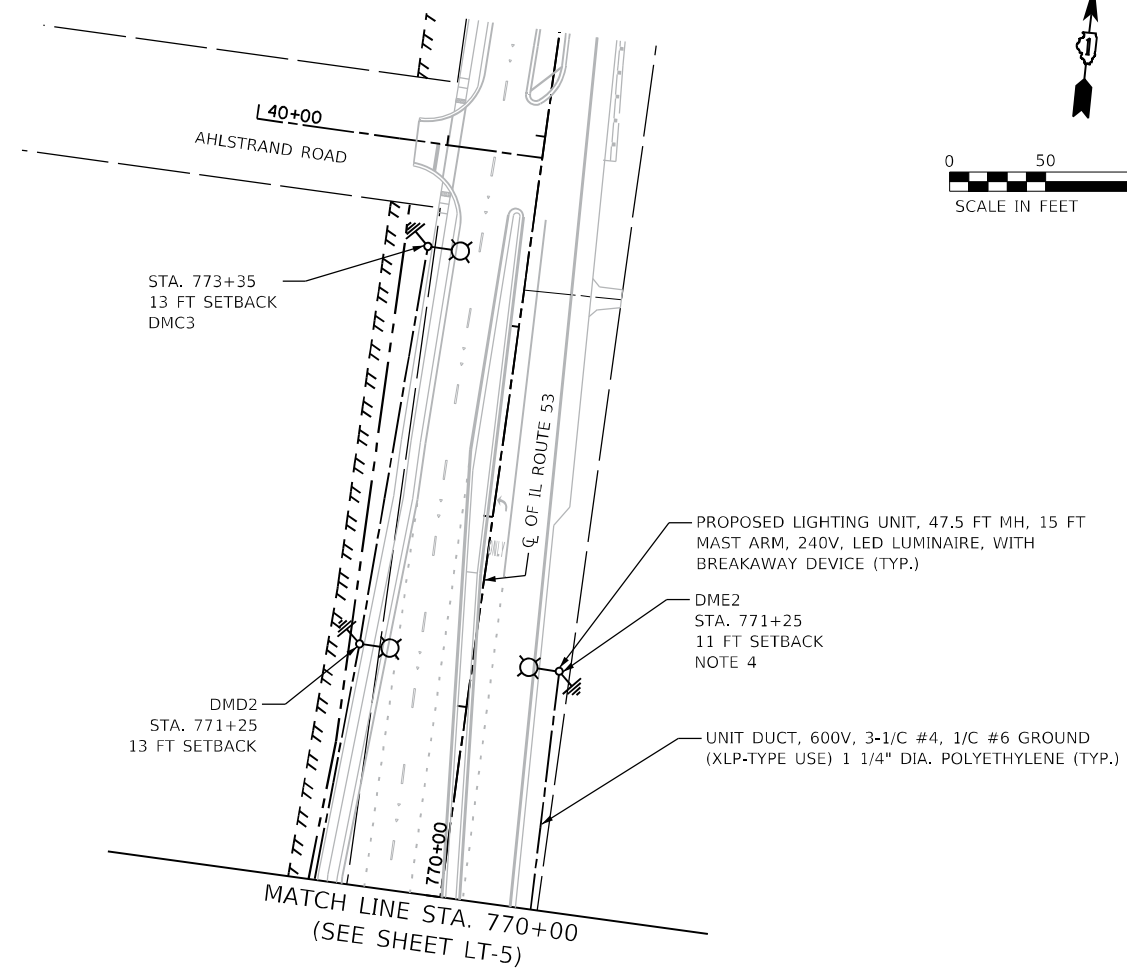 1
40+00
AHLSTRAND ROAD
0 50
SCALE IN FEET
STA. 773+35
13 FT SETBACK
DMC3
℄ OF IL ROUTE 53
ONLY
PROPOSED LIGHTING UNIT, 47.5 FT MH, 15 FT
MAST ARM, 240V, LED LUMINAIRE, WITH
BREAKAWAY DEVICE (TYP.)
DME2
STA. 771+25
11 FT SETBACK
NOTE 4
DMD2
STA. 771+25
13 FT SETBACK
UNIT DUCT, 600V, 3-1/C #4, 1/C #6 GROUND
(XLP-TYPE USE) 1 1/4" DIA. POLYETHYLENE (TYP.)
770+00
MATCH LINE STA. 770+00
(SEE SHEET LT-5)